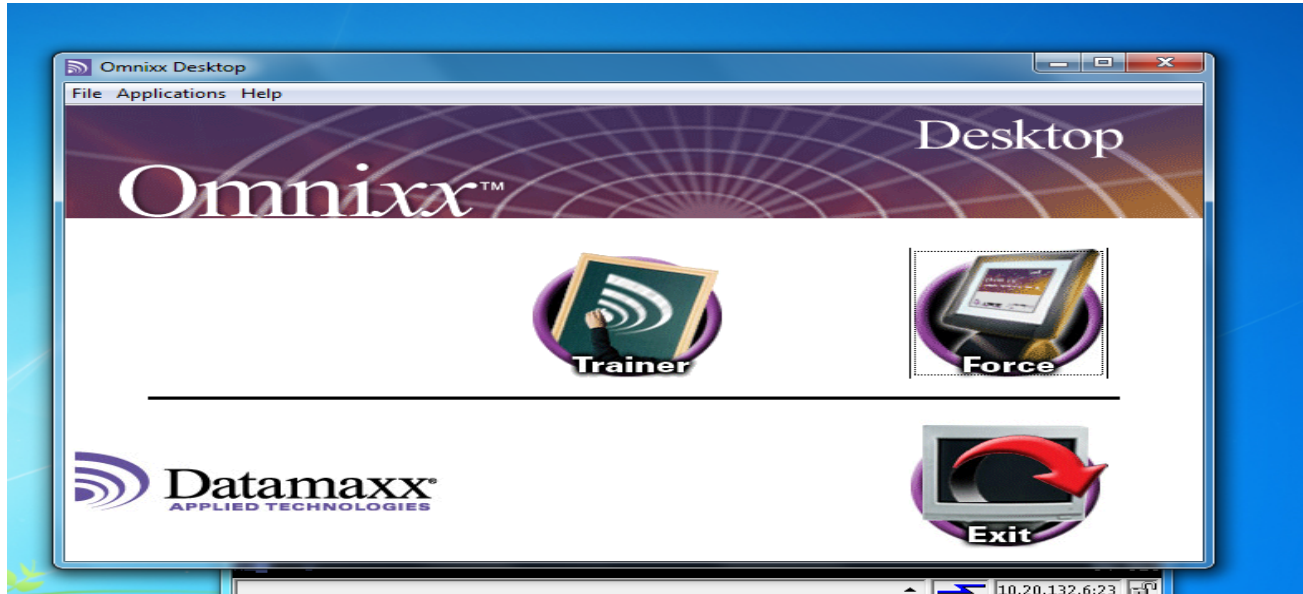 Omnixx Desktop
File Applications Help
Desktop
Omnixx™
Trainer
Force
Datamaxx®
APPLIED TECHNOLOGIES
Exit
10.20.132.6:23